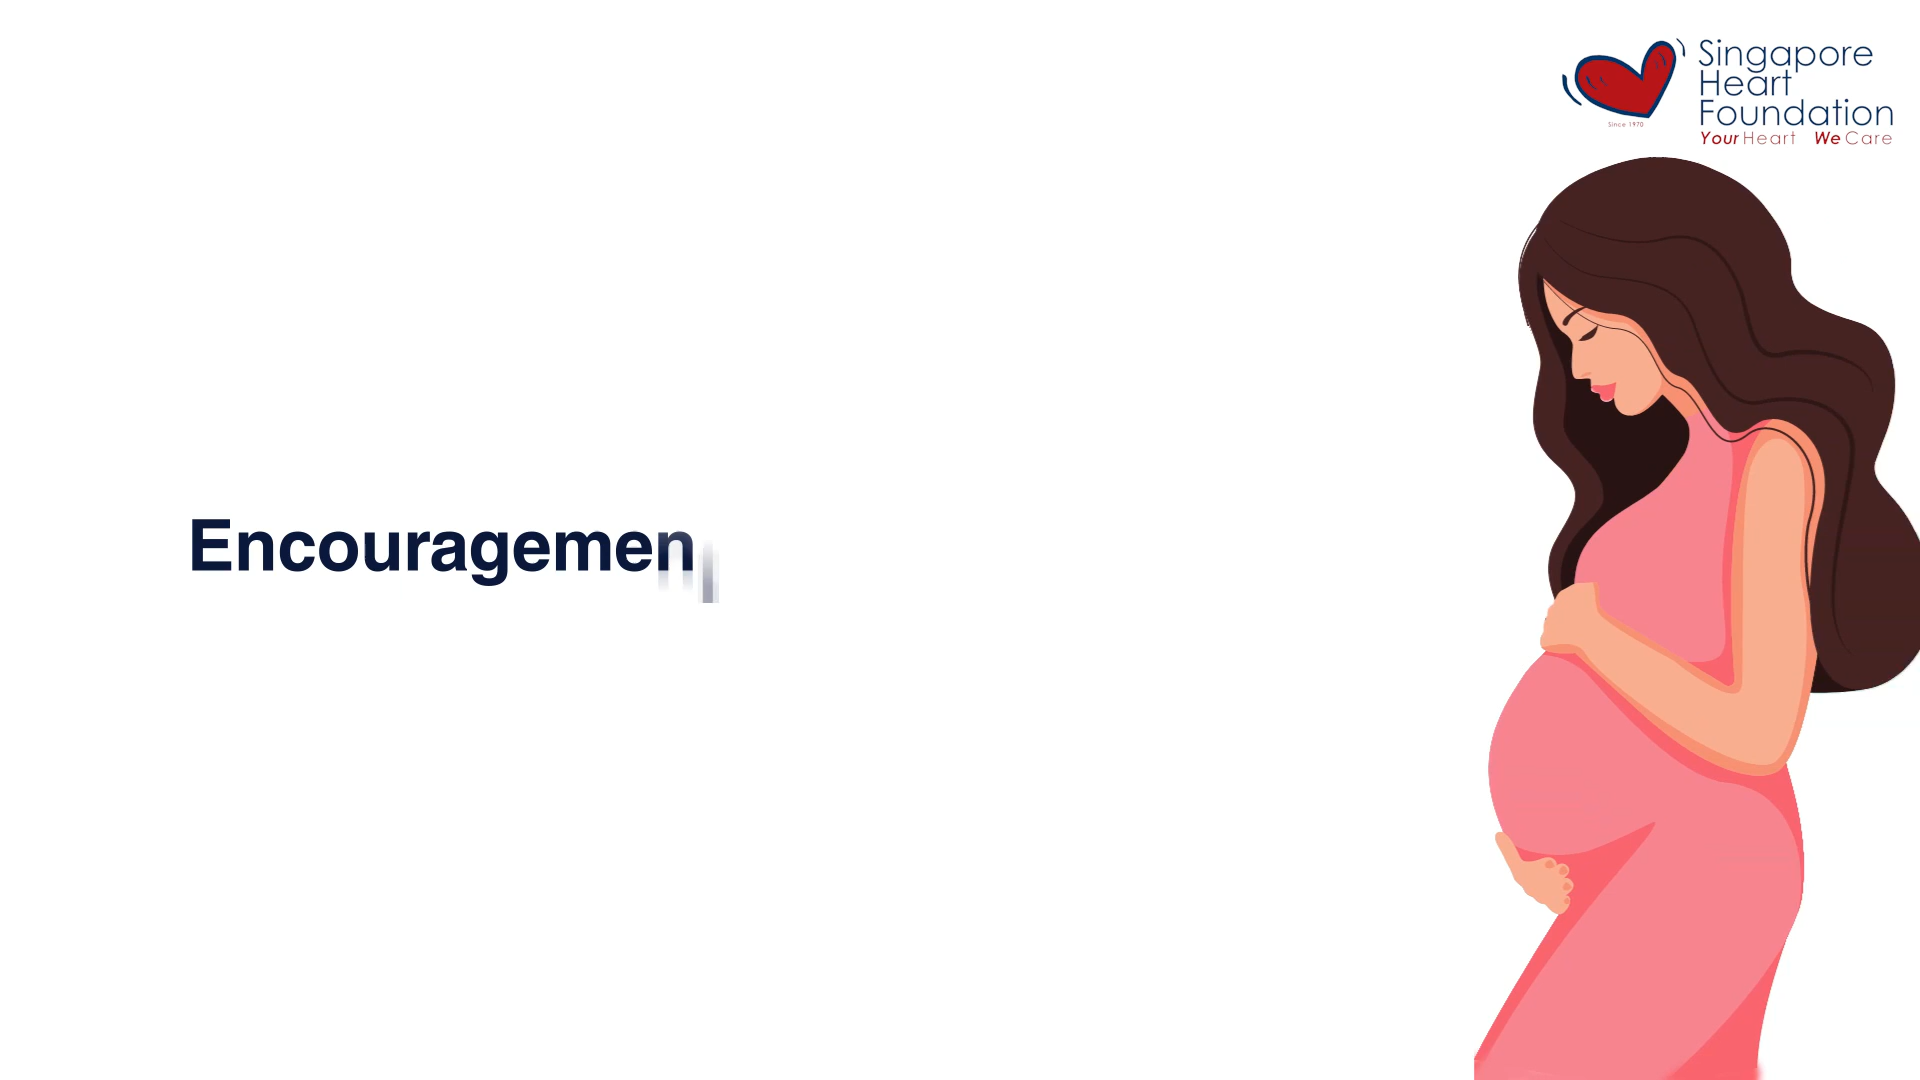 Singapore
Heart
Foundation
Since 1970
Your Heart We Care
Encouragemen